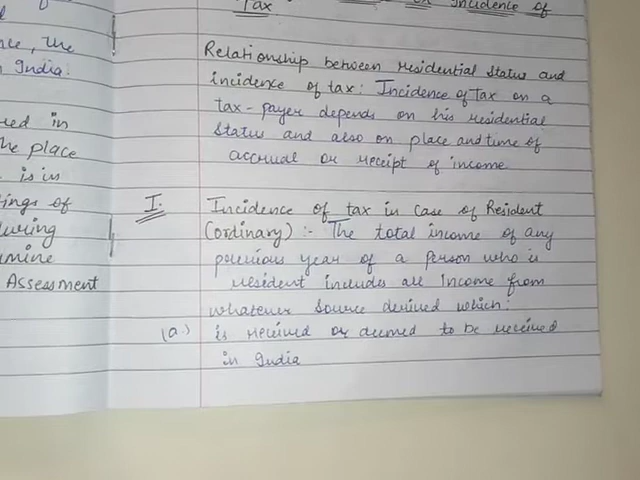 nce, the
n India.
red in
he place
is in
ings of
luring
mine
Assessment
Incidence of
Tax
Relationship between residential status and
incidence of tax: Incidence of Tax on a
tax-payer depends on his residential
status and also on place and time of
accrual or receipt of income
I. Incidence of tax in case of Resident
(ordinary) :- The total income of any
previous year of a person who is
resident includes all income from
whatever source derived which:
(a.) is received or deemed to be received
in India